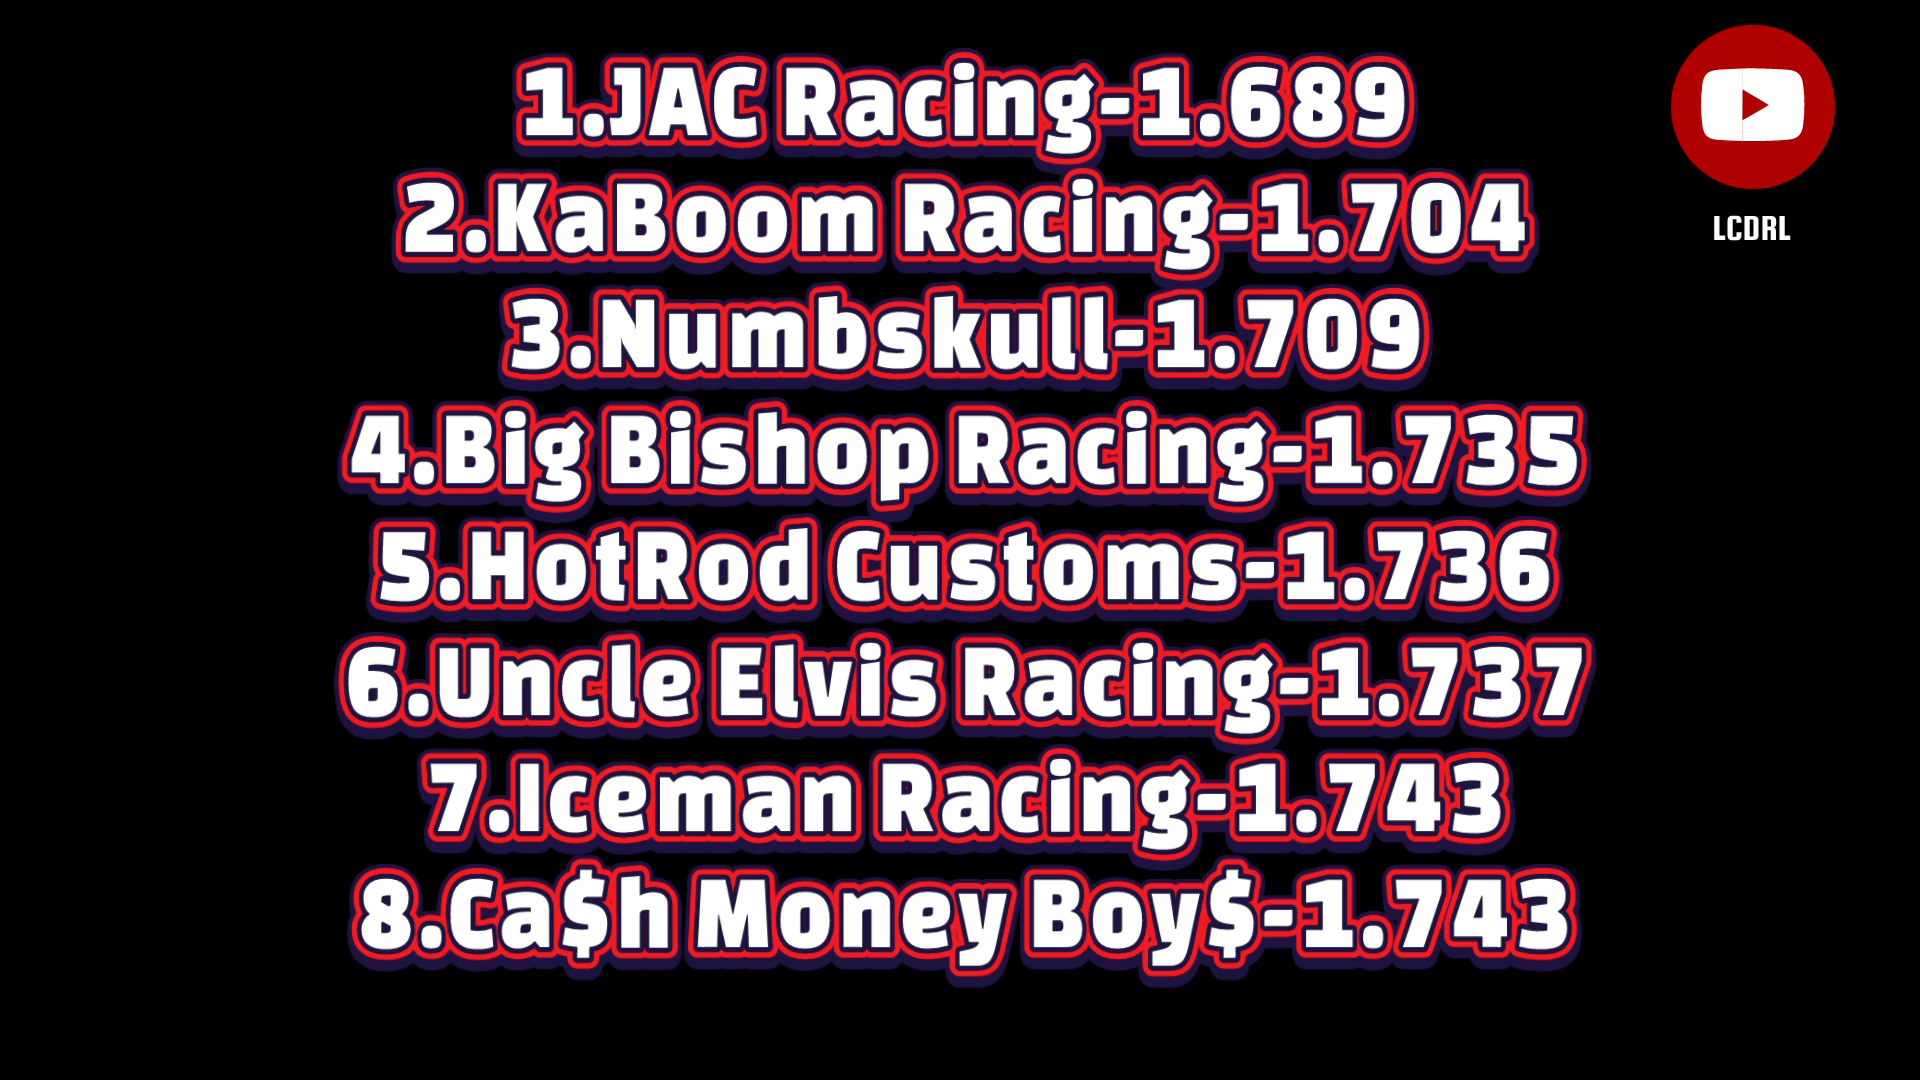 1.JAC Racing-1.689
2.KaBoom Racing-1.704
3.Numbskull-1.709
4.Big Bishop Racing-1.735
5.HotRod Customs-1.736
6.Uncle Elvis Racing-1.737
7.Iceman Racing-1.743
8.Ca$h Money Boy$-1.743
LCDRL